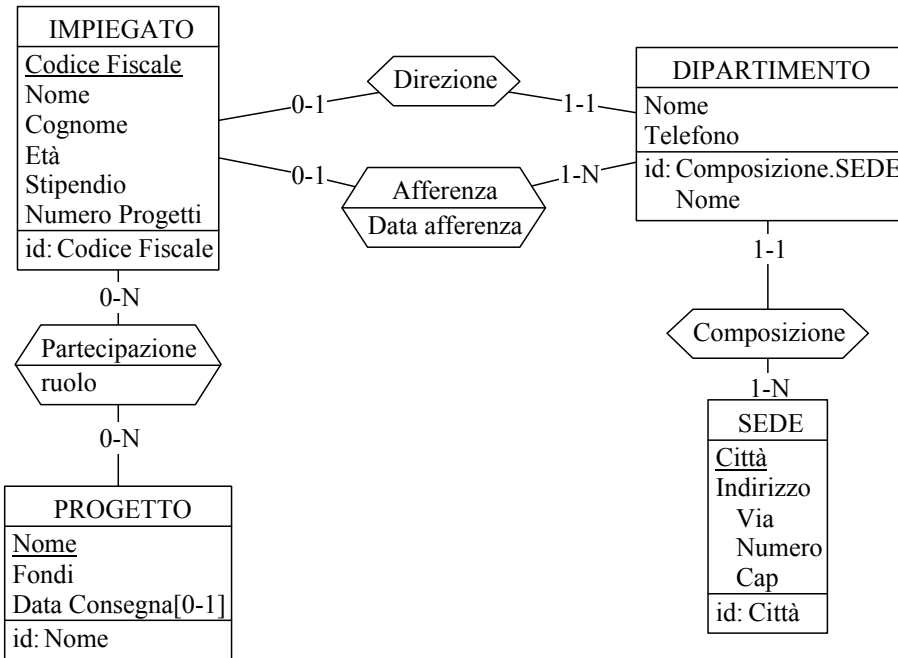 IMPIEGATO
Codice Fiscale
Nome
Cognome
Età
Stipendio
Numero Progetti
id: Codice Fiscale
0-1
Direzione
1-1
0-1
Afferenza
Data afferenza
1-N
DIPARTIMENTO
Nome
Telefono
id: Composizione.SEDE
Nome
1-1
Composizione
1-N
SEDE
Città
Indirizzo
Via
Numero
Cap
id: Città
0-N
Partecipazione
ruolo
0-N
PROGETTO
Nome
Fondi
Data Consegna[0-1]
id: Nome